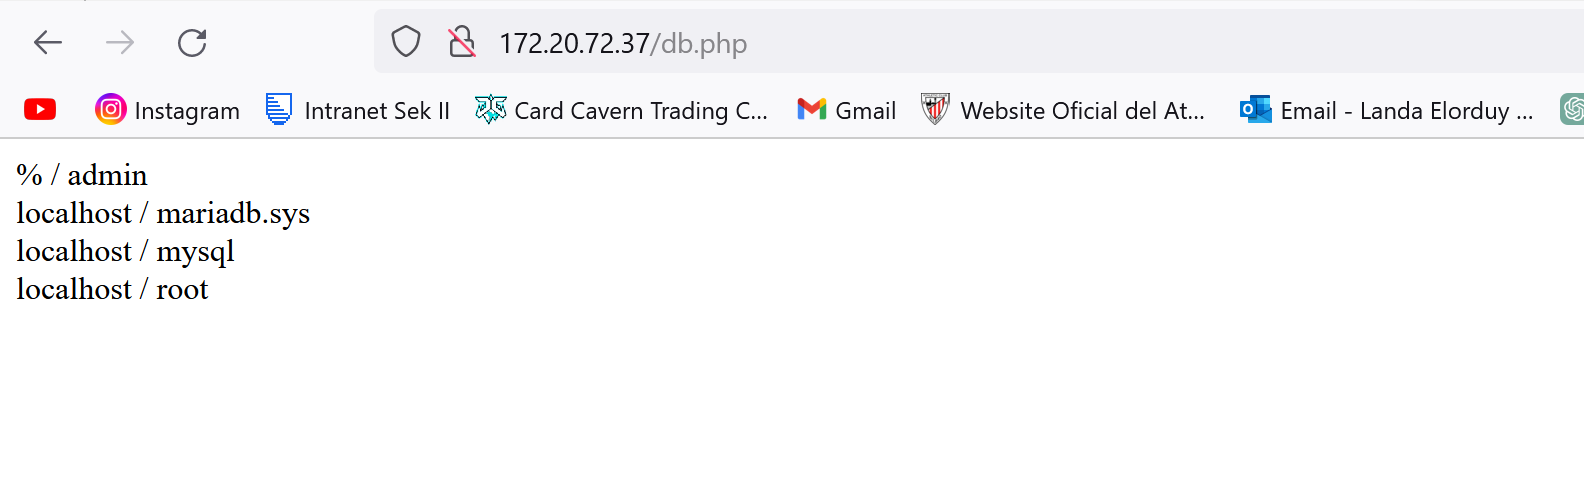 172.20.72.37/db.php
Instagram Intranet Sek II Card Cavern Trading C... Gmail Website Oficial del At... Email - Landa Elorduy ...
% / admin
localhost / mariadb.sys
localhost / mysql
localhost / root